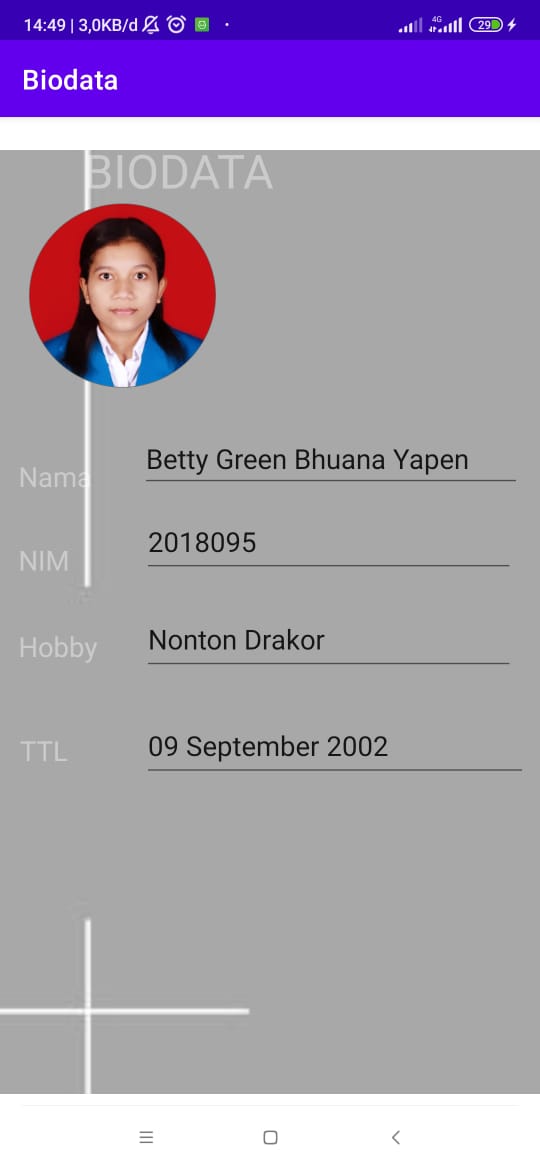 14:49 | 3,0KB/d 4G 29
Biodata
BIODATA
Nama Betty Green Bhuana Yapen
NIM 2018095
Hobby Nonton Drakor
TTL 09 September 2002